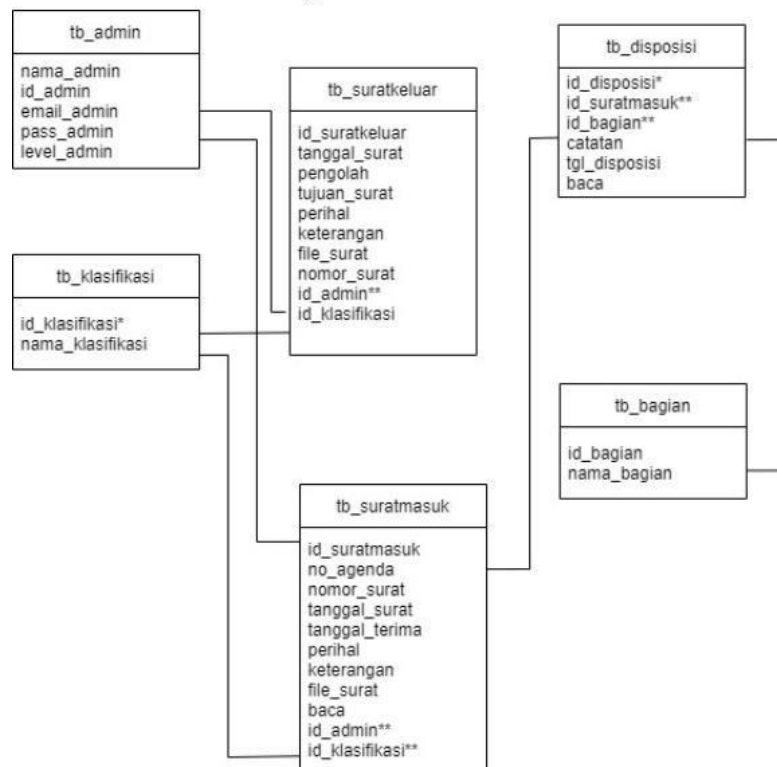 tb_admin
nama_admin
id_admin
email_admin
pass_admin
level_admin
tb_suratkeluar
id_suratkeluar
tanggal_surat
pengolah
tujuan_surat
perihal
keterangan
file_surat
nomor_surat
id_admin**
id_klasifikasi
tb_disposisi
id_disposisi*
id_suratmasuk**
id_bagian**
catatan
tgl_disposisi
baca
tb_klasifikasi
id_klasifikasi*
nama_klasifikasi
tb_bagian
id_bagian
nama_bagian
tb_suratmasuk
id_suratmasuk
no_agenda
nomor_surat
tanggal_surat
tanggal_terima
perihal
keterangan
file_surat
baca
id_admin**
id_klasifikasi**